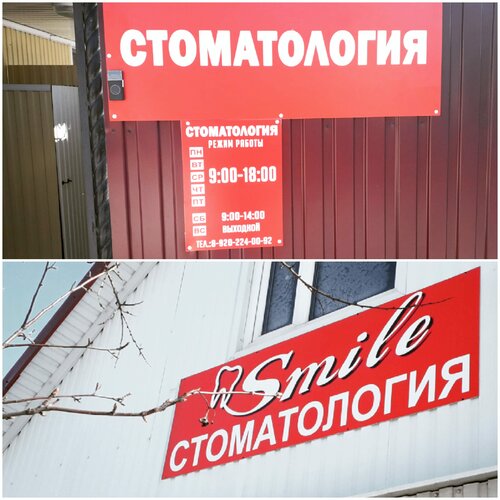 СТОМАТОЛОГИЯ
СТОМАТОЛОГИЯ
РЕЖИМ РАБОТЫ
ПН
ВТ
СР 9:00-18:00
ЧТ
ПТ
СБ 9:00-14:00
ВС ВЫХОДНОЙ
ТЕЛ.:8-928-224-00-92
Smile
СТОМАТОЛОГИЯ